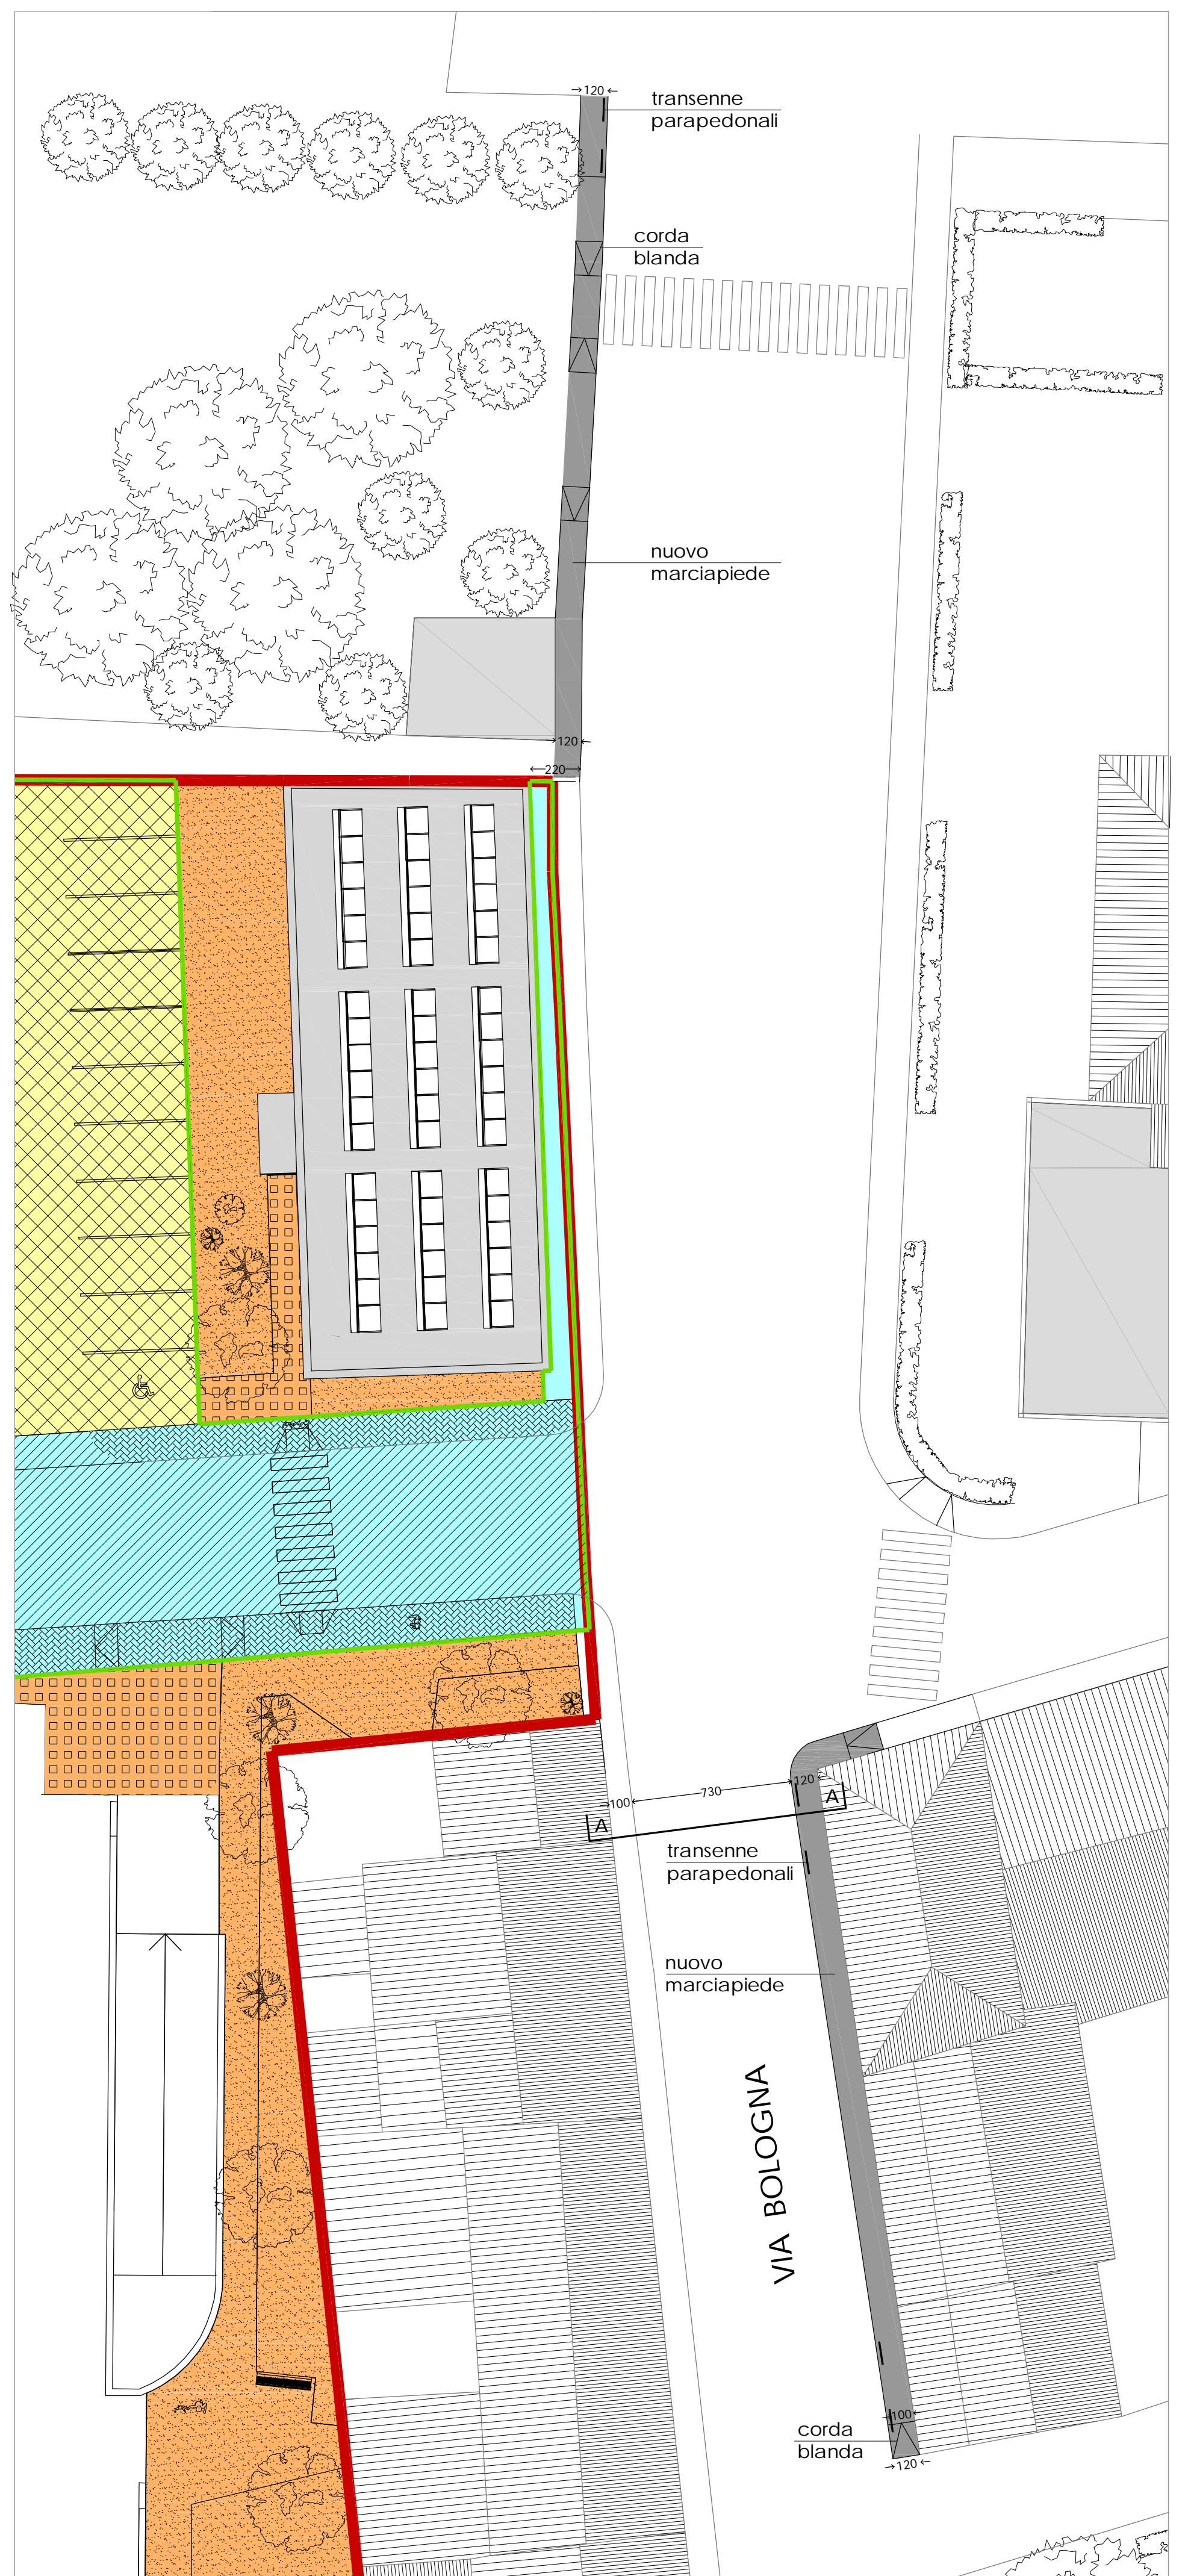 120
transenne
parapedonali
corda
blanda
nuovo
marciapiede
120
220
120
730
100
A
A
transenne
parapedonali
nuovo
marciapiede
VIA BOLOGNA
100
corda
blanda
120